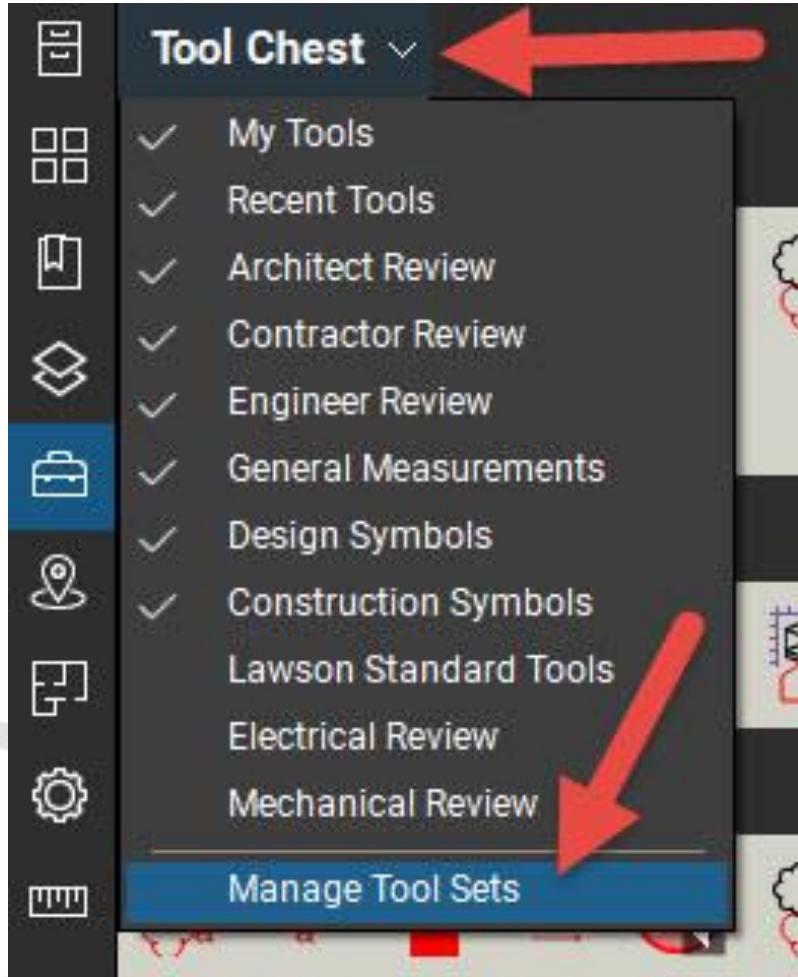 Tool Chest
My Tools
Recent Tools
Architect Review
Contractor Review
Engineer Review
General Measurements
Design Symbols
Construction Symbols
Lawson Standard Tools
Electrical Review
Mechanical Review
Manage Tool Sets